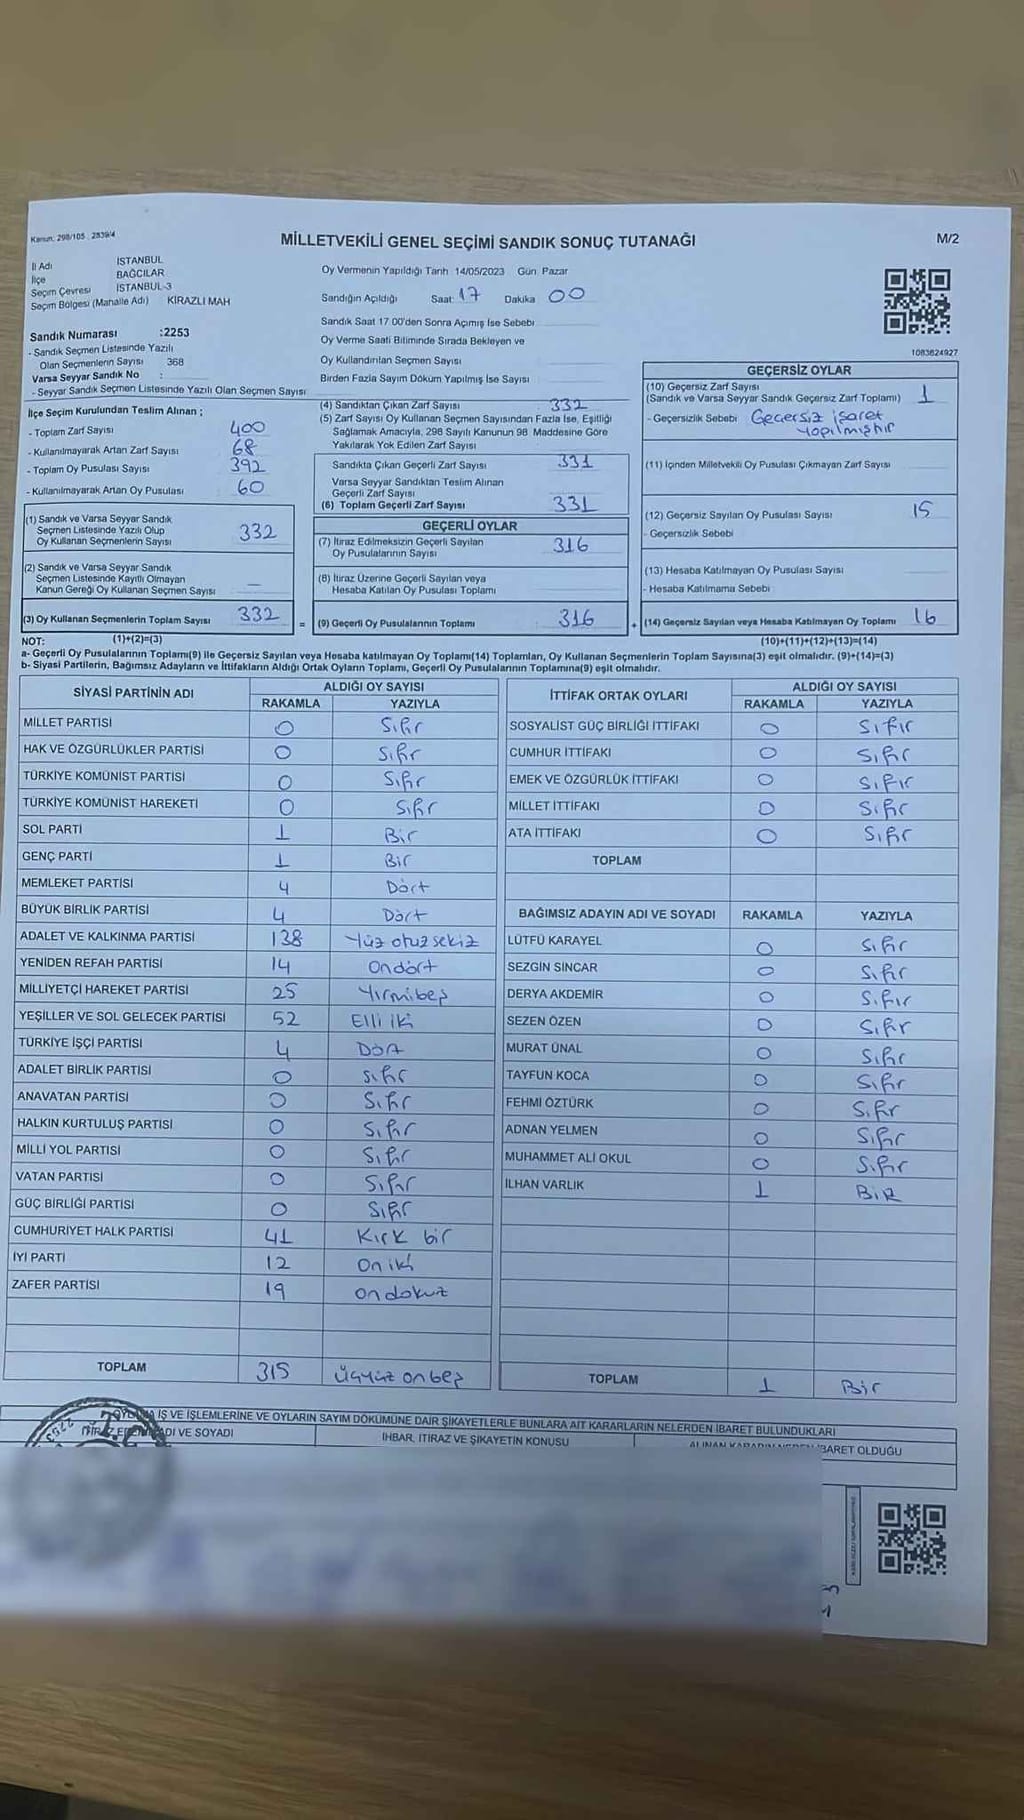 Kanun: 298/105 : 2839/4
MİLLETVEKİLİ GENEL SEÇİMİ SANDIK SONUÇ TUTANAĞI
M/2
İl Adı İSTANBUL
İlçe BAĞCILAR
Seçim Çevresi İSTANBUL-3
Seçim Bölgesi (Mahalle Adı) KİRAZLI MAH
Oy Vermenin Yapıldığı Tarih 14/05/2023 Gün Pazar
Sandığın Açıldığı Saat: 17 Dakika 00
Sandık Saat 17:00'den Sonra Açmış İse Sebebi
Oy Verme Saati Bitiminde Sırada Bekleyen ve
Oy Kullandırılan Seçmen Sayısı
Birden Fazla Sayım Döküm Yapılmış İse Sayısı
1083624927
Sandık Numarası :2253
- Sandık Seçmen Listesinde Yazılı
Olan Seçmenlerin Sayısı 368
Varsa Seyyar Sandık No :
- Seyyar Sandık Seçmen Listesinde Yazılı Olan Seçmen Sayısı
İlçe Seçim Kurulundan Teslim Alınan ;
- Toplam Zarf Sayısı 400
- Kullanılmayarak Artan Zarf Sayısı 68
- Toplam Oy Pusulası Sayısı 392
- Kullanılmayarak Artan Oy Pusulası 60
(1) Sandık ve Varsa Seyyar Sandık
Seçmen Listesinde Yazılı Olup
Oy Kullanan Seçmenlerin Sayısı 332
(2) Sandık ve Varsa Seyyar Sandık
Seçmen Listesinde Kayıtlı Olmayan
Kanun Gereği Oy Kullanan Seçmen Sayısı —
(3) Oy Kullanan Seçmenlerin Toplam Sayısı 332
(4) Sandıktan Çıkan Zarf Sayısı 332
(5) Zarf Sayısı Oy Kullanan Seçmen Sayısından Fazla İse, Eşitliği
Sağlamak Amacıyla, 298 Sayılı Kanunun 98. Maddesine Göre
Yakılarak Yok Edilen Zarf Sayısı
Sandıkta Çıkan Geçerli Zarf Sayısı 331
Varsa Seyyar Sandıktan Teslim Alınan
Geçerli Zarf Sayısı
(6) Toplam Geçerli Zarf Sayısı 331
GEÇERLİ OYLAR
(7) İtiraz Edilmeksizin Geçerli Sayılan
Oy Pusulalarının Sayısı 316
(8) İtiraz Üzerine Geçerli Sayılan veya
Hesaba Katılan Oy Pusulası Toplamı
= (9) Geçerli Oy Pusulalarının Toplamı 316
GEÇERSİZ OYLAR
(10) Geçersiz Zarf Sayısı
(Sandık ve Varsa Seyyar Sandık Geçersiz Zarf Toplamı) 1
- Geçersizlik Sebebi Geçersiz işaret
yapılmıştır
(11) İçinden Milletvekili Oy Pusulası Çıkmayan Zarf Sayısı
(12) Geçersiz Sayılan Oy Pusulası Sayısı 15
- Geçersizlik Sebebi
(13) Hesaba Katılmayan Oy Pusulası Sayısı
- Hesaba Katılmama Sebebi
+ (14) Geçersiz Sayılan veya Hesaba Katılmayan Oy Toplamı 16
NOT: (1)+(2)=(3) (10)+(11)+(12)+(13)=(14)
a- Geçerli Oy Pusulalarının Toplamı(9) ile Geçersiz Sayılan veya Hesaba katılmayan Oy Toplamı(14) Toplamları, Oy Kullanan Seçmenlerin Toplam Sayısına(3) eşit olmalıdır. (9)+(14)=(3)
b- Siyasi Partilerin, Bağımsız Adayların ve İttifakların Aldığı Ortak Oyların Toplamı, Geçerli Oy Pusulalarının Toplamına(9) eşit olmalıdır.
SİYASİ PARTİNİN ADI ALDIĞI OY SAYISI
RAKAMLA YAZIYLA
MİLLET PARTİSİ 0 Sıfır
HAK VE ÖZGÜRLÜKLER PARTİSİ 0 Sıfır
TÜRKİYE KOMÜNİST PARTİSİ 0 Sıfır
TÜRKİYE KOMÜNİST HAREKETİ 0 Sıfır
SOL PARTİ 1 Bir
GENÇ PARTİ 1 Bir
MEMLEKET PARTİSİ 4 Dört
BÜYÜK BİRLİK PARTİSİ 4 Dört
ADALET VE KALKINMA PARTİSİ 138 Yüz otuz sekiz
YENİDEN REFAH PARTİSİ 14 Ondört
MİLLİYETÇİ HAREKET PARTİSİ 25 Yirmibeş
YEŞİLLER VE SOL GELECEK PARTİSİ 52 Elli iki
TÜRKİYE İŞÇİ PARTİSİ 4 Dört
ADALET BİRLİK PARTİSİ 0 Sıfır
ANAVATAN PARTİSİ 0 Sıfır
HALKIN KURTULUŞ PARTİSİ 0 Sıfır
MİLLİ YOL PARTİSİ 0 Sıfır
VATAN PARTİSİ 0 Sıfır
GÜÇ BİRLİĞİ PARTİSİ 0 Sıfır
CUMHURİYET HALK PARTİSİ 41 Kırk bir
İYİ PARTİ 12 On iki
ZAFER PARTİSİ 19 ondokuz
TOPLAM 315 Üçyüz onbeş
İTTİFAK ORTAK OYLARI ALDIĞI OY SAYISI
RAKAMLA YAZIYLA
SOSYALİST GÜÇ BİRLİĞİ İTTİFAKI 0 Sıfır
CUMHUR İTTİFAKI 0 Sıfır
EMEK VE ÖZGÜRLÜK İTTİFAKI 0 Sıfır
MİLLET İTTİFAKI 0 Sıfır
ATA İTTİFAKI 0 Sıfır
TOPLAM
BAĞIMSIZ ADAYIN ADI VE SOYADI RAKAMLA YAZIYLA
LÜTFÜ KARAYEL 0 Sıfır
SEZGİN SİNCAR 0 Sıfır
DERYA AKDEMİR 0 Sıfır
SEZEN ÖZEN 0 Sıfır
MURAT ÜNAL 0 Sıfır
TAYFUN KOCA 0 Sıfır
FEHMİ ÖZTÜRK 0 Sıfır
ADNAN YELMEN 0 Sıfır
MUHAMMET ALİ OKUL 0 Sıfır
İLHAN VARLIK 1 BİR
TOPLAM 1 Bir
İŞ VE İŞLEMLERİNE VE OYLARIN SAYIM DÖKÜMÜNE DAİR ŞİKAYETLERLE BUNLARA AİT KARARLARIN NELERDEN İBARET BULUNDUKLARI
ADI VE SOYADI İHBAR, İTİRAZ VE ŞİKAYETİN KONUSU OLDUĞU
2253